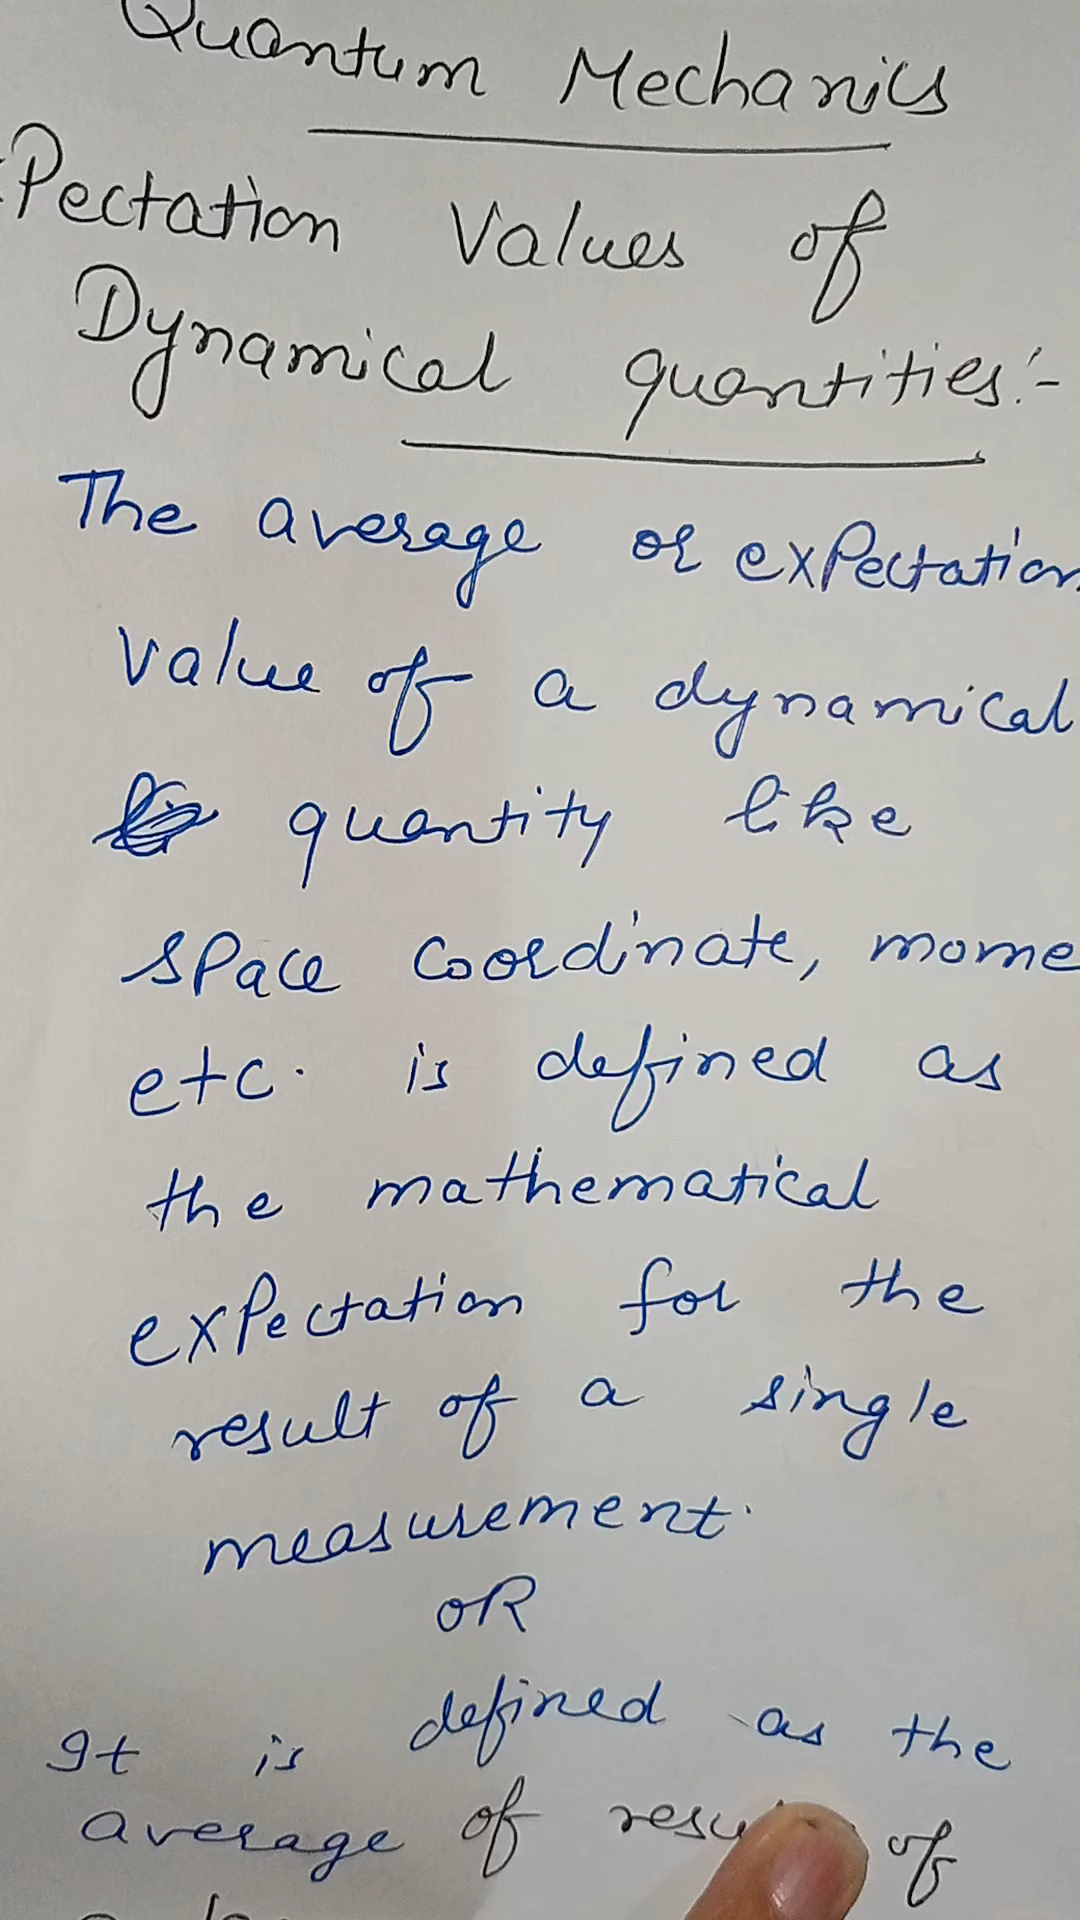 Quantum Mechanics
Pectation Values of
Dynamical quantities:-
The average or expectation
value of a dynamical
quantity like
space coordinate, mome
etc. is defined as
the mathematical
expectation for the
result of a single
measurement.
OR
It is defined as the
average of resu of